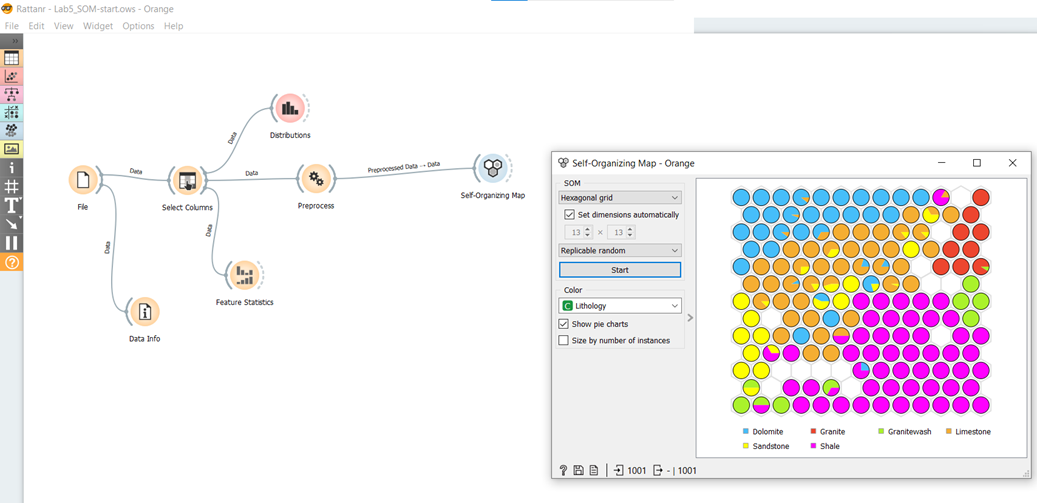 Rattanr - Lab5_SOM-start.ows - Orange
File Edit View Widget Options Help
Distributions
Data
Data
Data
Preprocessed Data → Data
File
Select Columns
Preprocess
Self-Organizing Map
Data
Data
Feature Statistics
Data Info
Self-Organizing Map - Orange
SOM
Hexagonal grid
Set dimensions automatically
13 × 13
Replicable random
Start
Color
C Lithology
Show pie charts
Size by number of instances
Dolomite Granite Granitewash Limestone
Sandstone Shale
? 1001 - | 1001